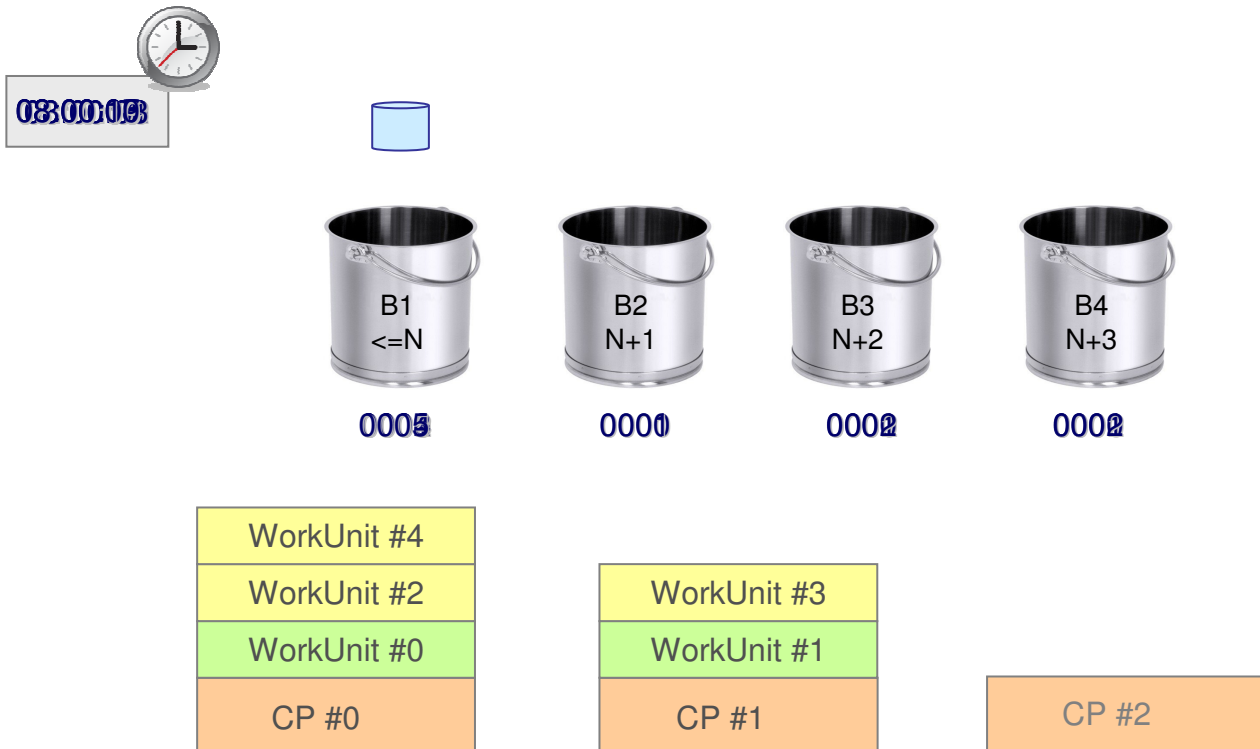 B1
<=N
B2
N+1
B3
N+2
B4
N+3
WorkUnit #4
WorkUnit #2
WorkUnit #3
WorkUnit #0
WorkUnit #1
CP #0
CP #1
CP #2